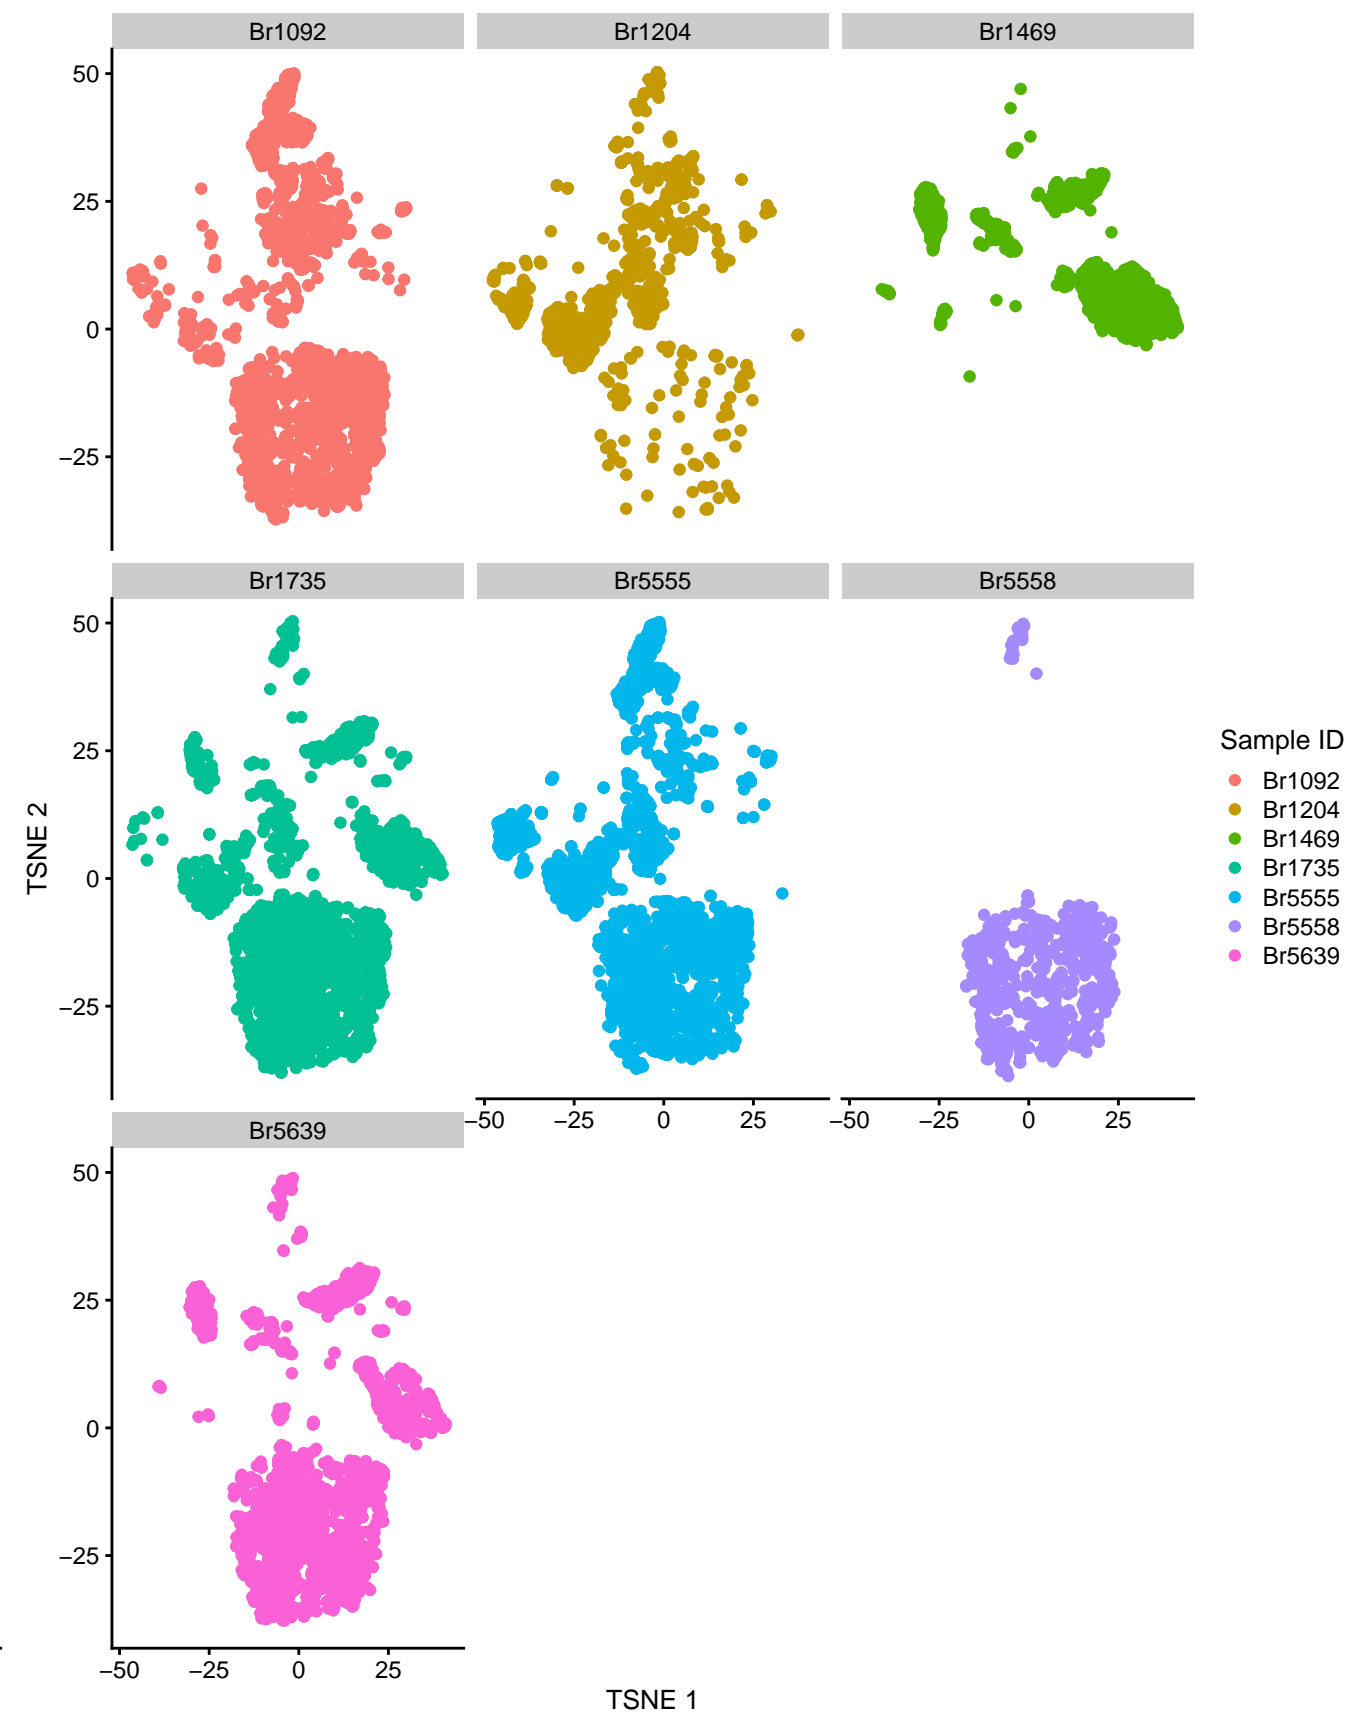 Br1092 Br1204 Br1469
50
25
0
−25
Br1735 Br5555 Br5558
50
25
0
−25
TSNE 2
−50 −25 0 25 −50 −25 0 25
Br5639
50
25
0
−25
−50 −25 0 25
TSNE 1
Sample ID
Br1092
Br1204
Br1469
Br1735
Br5555
Br5558
Br5639